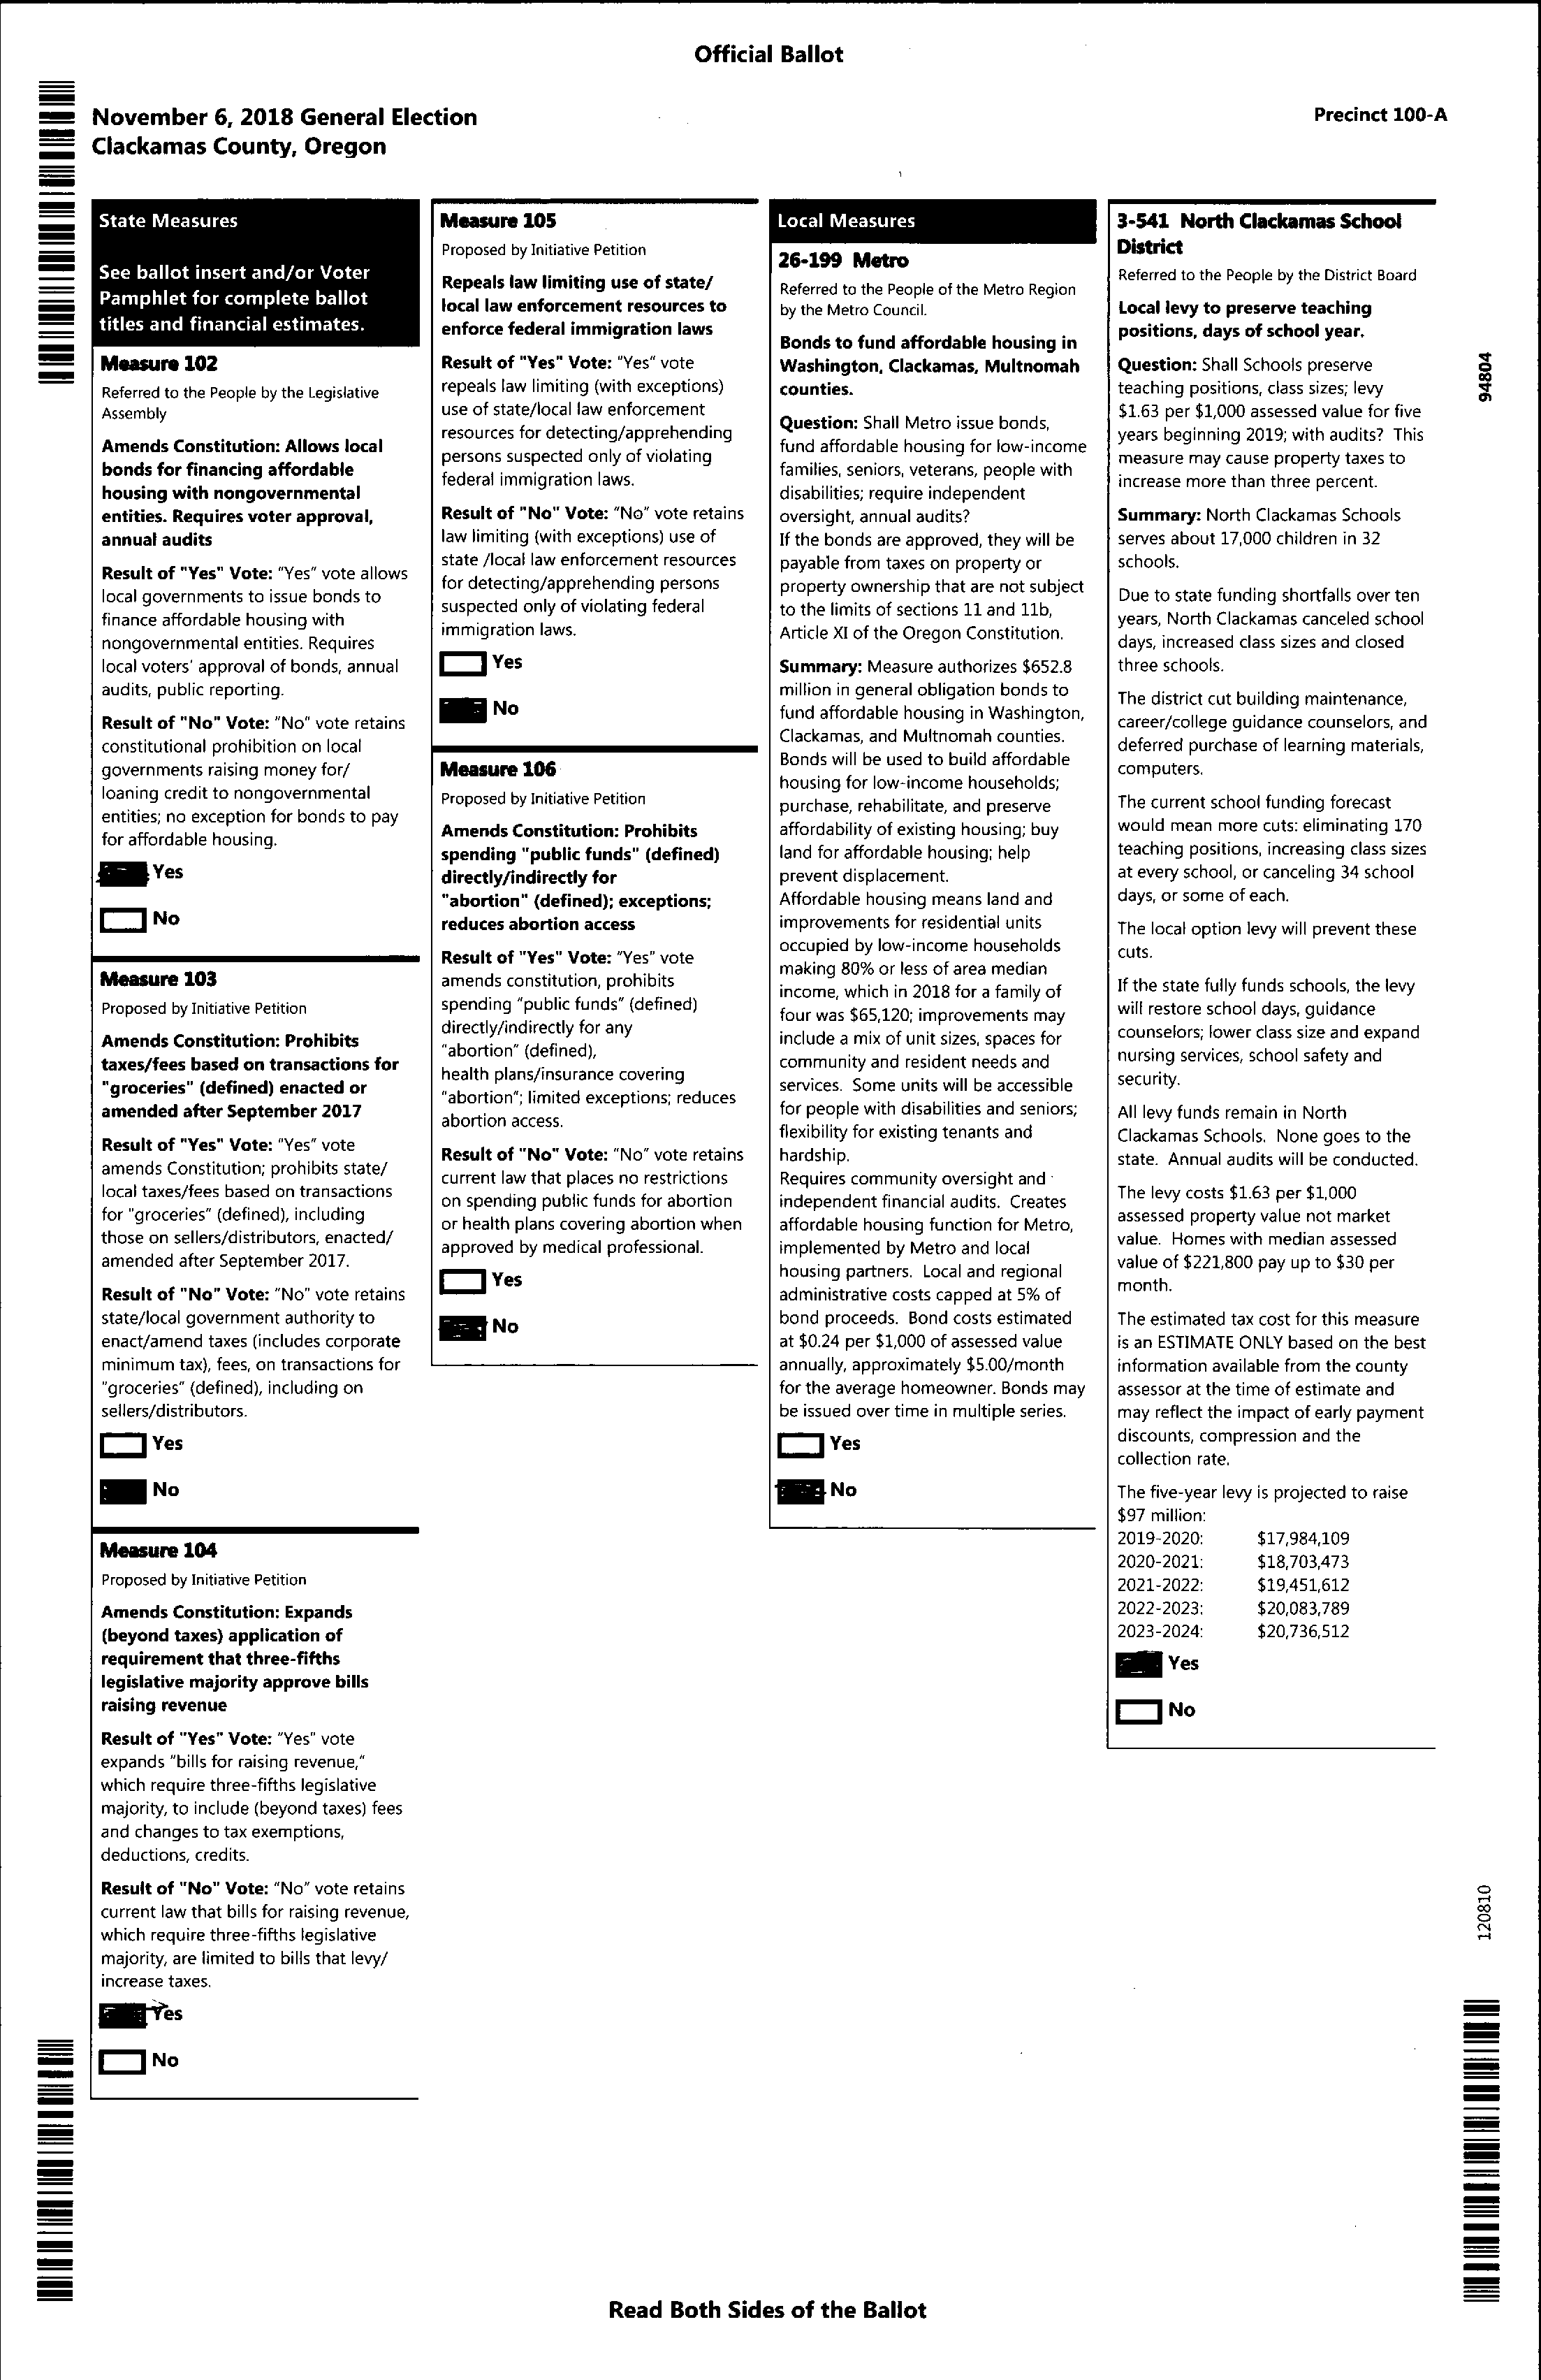 Official Ballot
November 6, 2018 General Election
Clackamas County, Oregon
Precinct 100-A
State Measures
See ballot insert and/or Voter
Pamphlet for complete ballot
titles and financial estimates.
Measure 102
Referred to the People by the Legislative
Assembly
Amends Constitution: Allows local
bonds for financing affordable
housing with nongovernmental
entities. Requires voter approval,
annual audits
Result of "Yes" Vote: "Yes" vote allows
local governments to issue bonds to
finance affordable housing with
nongovernmental entities. Requires
local voters' approval of bonds, annual
audits, public reporting.
Result of "No" Vote: "No" vote retains
constitutional prohibition on local
governments raising money for/
loaning credit to nongovernmental
entities; no exception for bonds to pay
for affordable housing.
Yes
No
Measure 103
Proposed by Initiative Petition
Amends Constitution: Prohibits
taxes/fees based on transactions for
"groceries" (defined) enacted or
amended after September 2017
Result of "Yes" Vote: "Yes" vote
amends Constitution; prohibits state/
local taxes/fees based on transactions
for "groceries" (defined), including
those on sellers/distributors, enacted/
amended after September 2017.
Result of "No" Vote: "No" vote retains
state/local government authority to
enact/amend taxes (includes corporate
minimum tax), fees, on transactions for
"groceries" (defined), including on
sellers/distributors.
Yes
No
Measure 104
Proposed by Initiative Petition
Amends Constitution: Expands
(beyond taxes) application of
requirement that three-fifths
legislative majority approve bills
raising revenue
Result of "Yes" Vote: "Yes" vote
expands "bills for raising revenue,"
which require three-fifths legislative
majority, to include (beyond taxes) fees
and changes to tax exemptions,
deductions, credits.
Result of "No" Vote: "No" vote retains
current law that bills for raising revenue,
which require three-fifths legislative
majority, are limited to bills that levy/
increase taxes.
Yes
No
Measure 105
Proposed by Initiative Petition
Repeals law limiting use of state/
local law enforcement resources to
enforce federal immigration laws
Result of "Yes" Vote: "Yes" vote
repeals law limiting (with exceptions)
use of state/local law enforcement
resources for detecting/apprehending
persons suspected only of violating
federal immigration laws.
Result of "No" Vote: "No" vote retains
law limiting (with exceptions) use of
state /local law enforcement resources
for detecting/apprehending persons
suspected only of violating federal
immigration laws.
Yes
No
Measure 106
Proposed by Initiative Petition
Amends Constitution: Prohibits
spending "public funds" (defined)
directly/indirectly for
"abortion" (defined); exceptions;
reduces abortion access
Result of "Yes" Vote: "Yes" vote
amends constitution, prohibits
spending "public funds" (defined)
directly/indirectly for any
"abortion" (defined),
health plans/insurance covering
"abortion"; limited exceptions; reduces
abortion access.
Result of "No" Vote: "No" vote retains
current law that places no restrictions
on spending public funds for abortion
or health plans covering abortion when
approved by medical professional.
Yes
No
Local Measures
26-199 Metro
Referred to the People of the Metro Region
by the Metro Council.
Bonds to fund affordable housing in
Washington, Clackamas, Multnomah
counties.
Question: Shall Metro issue bonds,
fund affordable housing for low-income
families, seniors, veterans, people with
disabilities; require independent
oversight, annual audits?
If the bonds are approved, they will be
payable from taxes on property or
property ownership that are not subject
to the limits of sections 11 and 11b,
Article XI of the Oregon Constitution.
Summary: Measure authorizes $652.8
million in general obligation bonds to
fund affordable housing in Washington,
Clackamas, and Multnomah counties.
Bonds will be used to build affordable
housing for low-income households;
purchase, rehabilitate, and preserve
affordability of existing housing; buy
land for affordable housing; help
prevent displacement.
Affordable housing means land and
improvements for residential units
occupied by low-income households
making 80% or less of area median
income, which in 2018 for a family of
four was $65,120; improvements may
include a mix of unit sizes, spaces for
community and resident needs and
services. Some units will be accessible
for people with disabilities and seniors;
flexibility for existing tenants and
hardship.
Requires community oversight and
independent financial audits. Creates
affordable housing function for Metro,
implemented by Metro and local
housing partners. Local and regional
administrative costs capped at 5% of
bond proceeds. Bond costs estimated
at $0.24 per $1,000 of assessed value
annually, approximately $5.00/month
for the average homeowner. Bonds may
be issued over time in multiple series.
Yes
No
3-541 North Clackamas School
District
Referred to the People by the District Board
Local levy to preserve teaching
positions, days of school year.
Question: Shall Schools preserve
teaching positions, class sizes; levy
$1.63 per $1,000 assessed value for five
years beginning 2019; with audits? This
measure may cause property taxes to
increase more than three percent.
Summary: North Clackamas Schools
serves about 17,000 children in 32
schools.
Due to state funding shortfalls over ten
years, North Clackamas canceled school
days, increased class sizes and closed
three schools.
The district cut building maintenance,
career/college guidance counselors, and
deferred purchase of learning materials,
computers.
The current school funding forecast
would mean more cuts: eliminating 170
teaching positions, increasing class sizes
at every school, or canceling 34 school
days, or some of each.
The local option levy will prevent these
cuts.
If the state fully funds schools, the levy
will restore school days, guidance
counselors; lower class size and expand
nursing services, school safety and
security.
All levy funds remain in North
Clackamas Schools. None goes to the
state. Annual audits will be conducted.
The levy costs $1.63 per $1,000
assessed property value not market
value. Homes with median assessed
value of $221,800 pay up to $30 per
month.
The estimated tax cost for this measure
is an ESTIMATE ONLY based on the best
information available from the county
assessor at the time of estimate and
may reflect the impact of early payment
discounts, compression and the
collection rate.
The five-year levy is projected to raise
$97 million:
2019-2020: $17,984,109
2020-2021: $18,703,473
2021-2022: $19,451,612
2022-2023: $20,083,789
2023-2024: $20,736,512
Yes
No
94804
120810
Read Both Sides of the Ballot